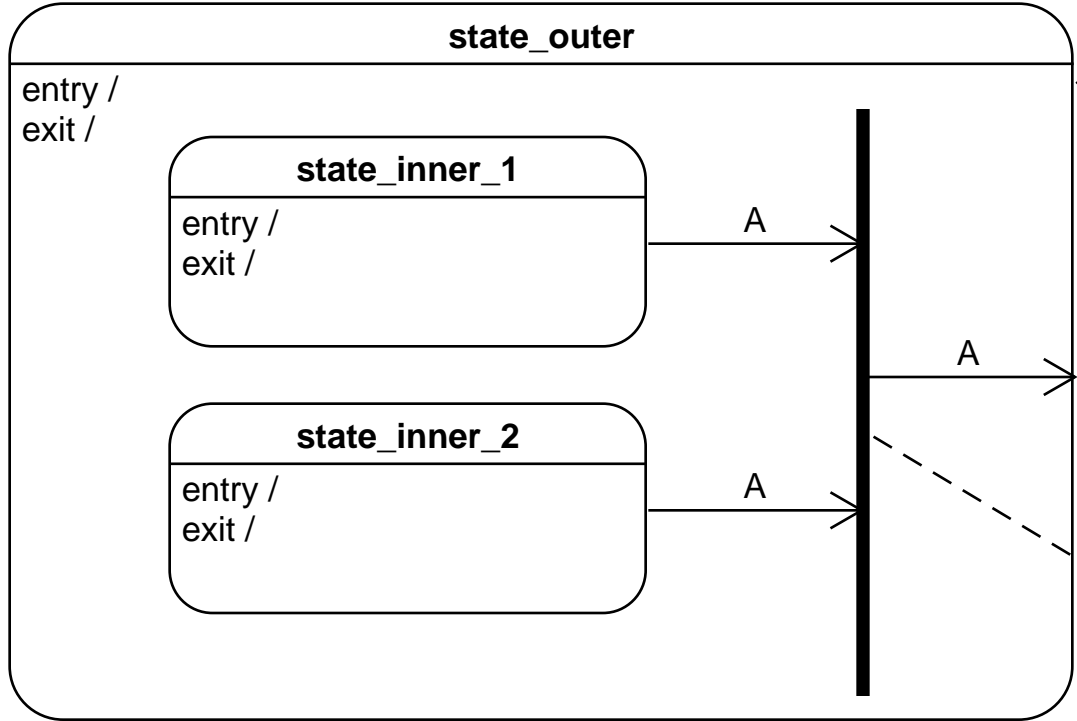 state_outer
entry /
exit /
state_inner_1
entry /
exit /
A
A
state_inner_2
entry /
exit /
A